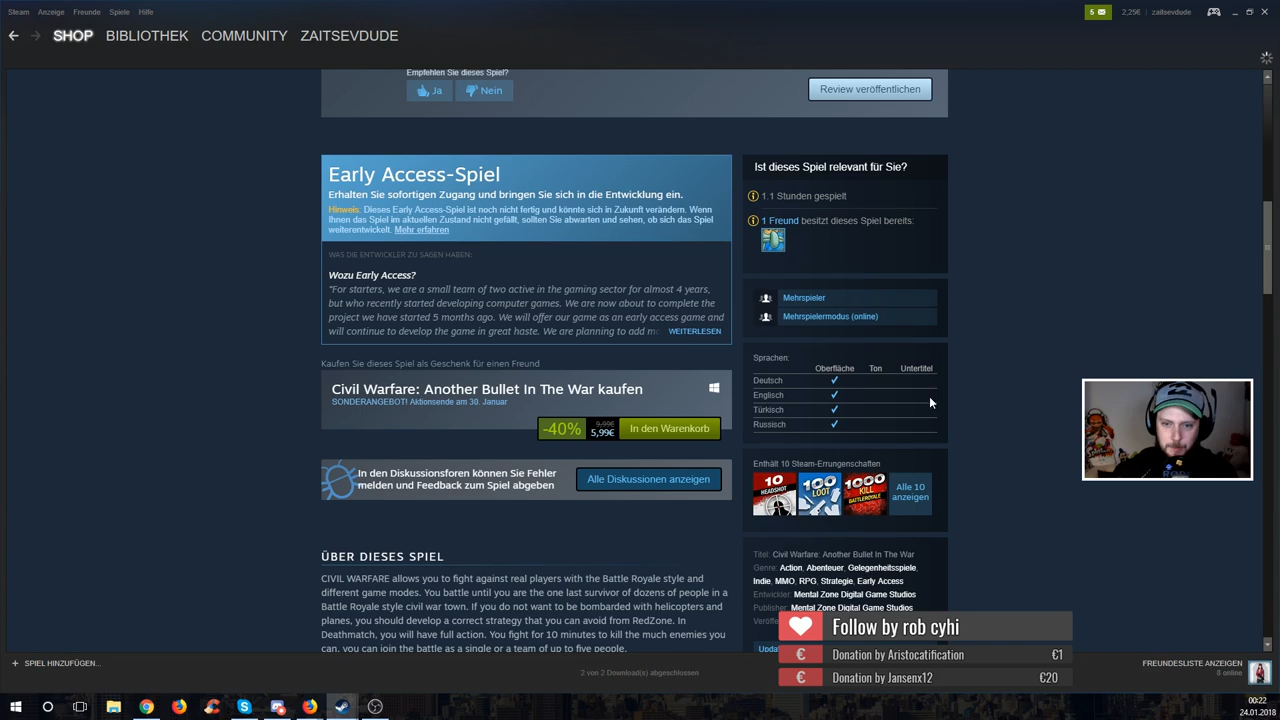 Steam Anzeige Freunde Spiele Hilfe
5
2,25€ zaitsevdude
SHOP BIBLIOTHEK COMMUNITY ZAITSEVDUDE
Empfehlen Sie dieses Spiel?
Ja Nein
Review veröffentlichen
Early Access-Spiel
Erhalten Sie sofortigen Zugang und bringen Sie sich in die Entwicklung ein.
Hinweis: Dieses Early Access-Spiel ist noch nicht fertig und könnte sich in Zukunft verändern. Wenn
Ihnen das Spiel im aktuellen Zustand nicht gefällt, sollten Sie abwarten und sehen, ob sich das Spiel
weiterentwickelt. Mehr erfahren
WAS DIE ENTWICKLER ZU SAGEN HABEN:
Wozu Early Access?
"For starters, we are a small team of two active in the gaming sector for almost 4 years,
but who recently started developing computer games. We are now about to complete the
project we have started 5 months ago. We will offer our game as an early access game and
will continue to develop the game in great haste. We are planning to add m
WEITERLESEN
Kaufen Sie dieses Spiel als Geschenk für einen Freund
Civil Warfare: Another Bullet In The War kaufen
SONDERANGEBOT! Aktionsende am 30. Januar
-40% 9,99€ 5,99€ In den Warenkorb
In den Diskussionsforen können Sie Fehler
melden und Feedback zum Spiel abgeben
Alle Diskussionen anzeigen
ÜBER DIESES SPIEL
CIVIL WARFARE allows you to fight against real players with the Battle Royale style and
different game modes. You battle until you are the one last survivor of dozens of people in a
Battle Royale style civil war town. If you do not want to be bombarded with helicopters and
planes, you should develop a correct strategy that you can avoid from RedZone. In
Deathmatch, you will have full action. You fight for 10 minutes to kill the much enemies you
can, you can join the battle as a single or a team of up to five people.
Ist dieses Spiel relevant für Sie?
1.1 Stunden gespielt
1 Freund besitzt dieses Spiel bereits:
Mehrspieler
Mehrspielermodus (online)
Sprachen:
Oberfläche Ton Untertitel
Deutsch ✔
Englisch ✔
Türkisch ✔
Russisch ✔
Enthält 10 Steam-Errungenschaften
10 HEADSHOT
100 LOOT
1000 KILL BATTLEROYALE
Alle 10
anzeigen
Titel: Civil Warfare: Another Bullet In The War
Genre: Action, Abenteuer, Gelegenheitsspiele,
Indie, MMO, RPG, Strategie, Early Access
Entwickler: Mental Zone Digital Game Studios
Publisher: Mental Zone Digital Game Studios
Follow by rob cyhi
Donation by Aristocatification €1
Donation by Jansenx12 €20
+ SPIEL HINZUFÜGEN...
2 von 2 Download(s) abgeschlossen
FREUNDESLISTE ANZEIGEN
8 online
00:22
24.01.2018